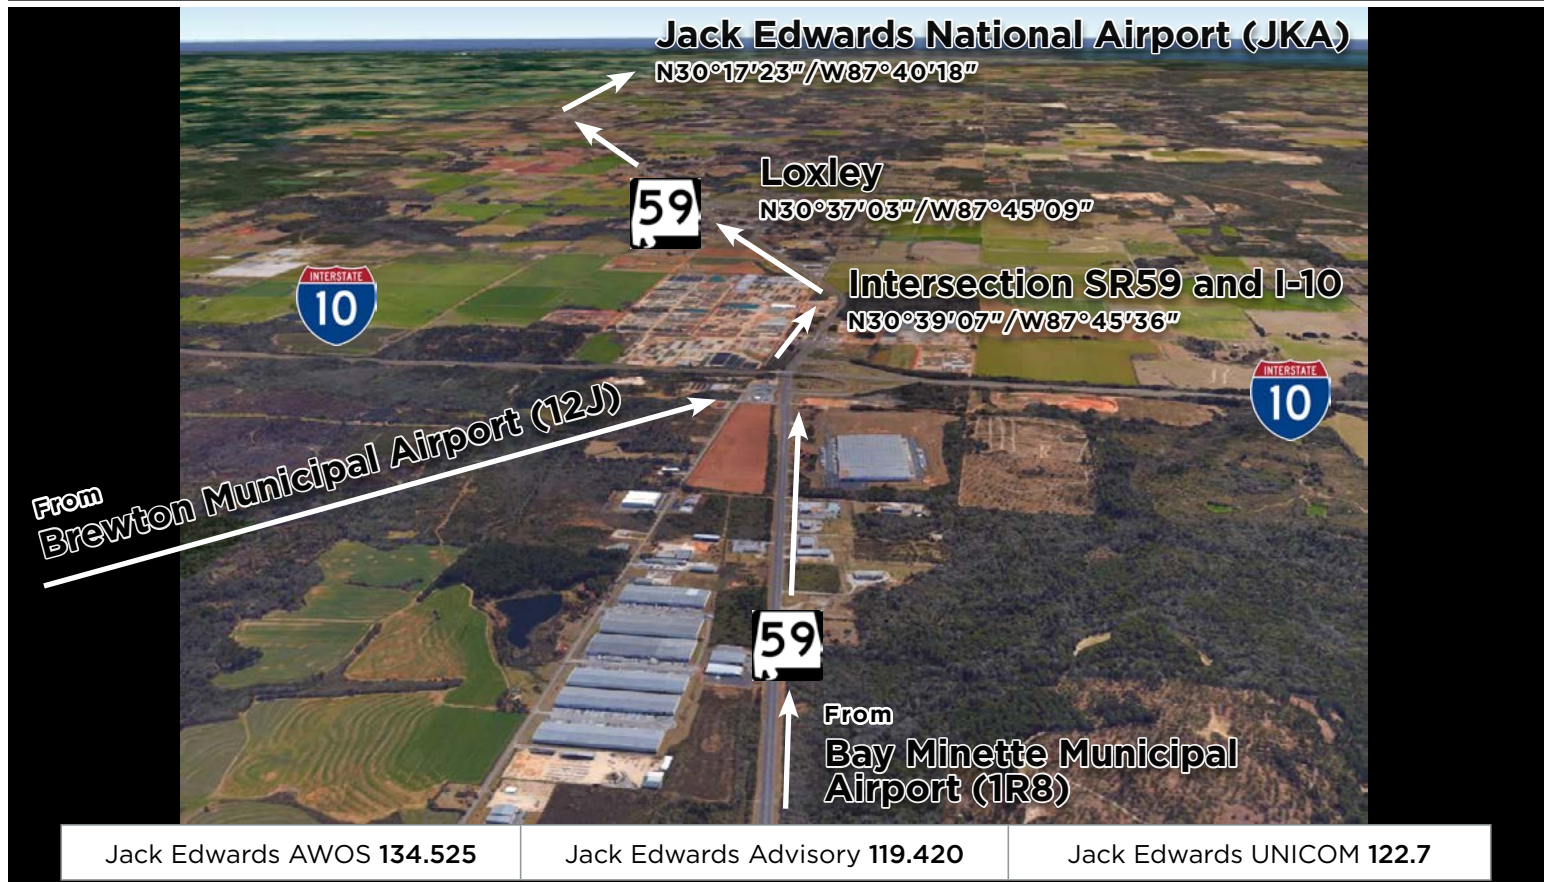 Jack Edwards National Airport (JKA)
N30°17'23"/W87°40'18"
59
Loxley
N30°37'03"/W87°45'09"
INTERSTATE
10
Intersection SR59 and I-10
N30°39'07"/W87°45'36"
INTERSTATE
10
From
Brewton Municipal Airport (12J)
59
From
Bay Minette Municipal
Airport (1R8)
Jack Edwards AWOS 134.525
Jack Edwards Advisory 119.420
Jack Edwards UNICOM 122.7